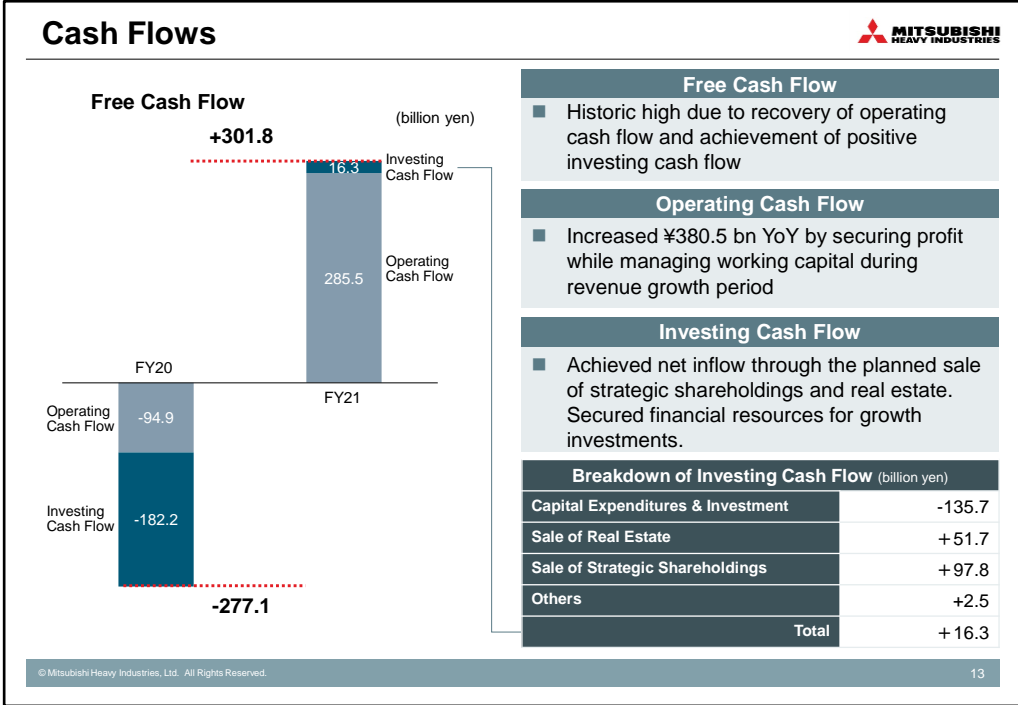 Cash Flows
MITSUBISHI
HEAVY INDUSTRIES
Free Cash Flow
(billion yen)
+301.8
Investing
Cash Flow
16.3
Operating
Cash Flow
285.5
FY20
FY21
Operating
Cash Flow
-94.9
Investing
Cash Flow
-182.2
-277.1
Free Cash Flow
■ Historic high due to recovery of operating
cash flow and achievement of positive
investing cash flow
Operating Cash Flow
■ Increased ¥380.5 bn YoY by securing profit
while managing working capital during
revenue growth period
Investing Cash Flow
■ Achieved net inflow through the planned sale
of strategic shareholdings and real estate.
Secured financial resources for growth
investments.
Breakdown of Investing Cash Flow (billion yen)
Capital Expenditures & Investment -135.7
Sale of Real Estate +51.7
Sale of Strategic Shareholdings +97.8
Others +2.5
Total +16.3
© Mitsubishi Heavy Industries, Ltd. All Rights Reserved.
13